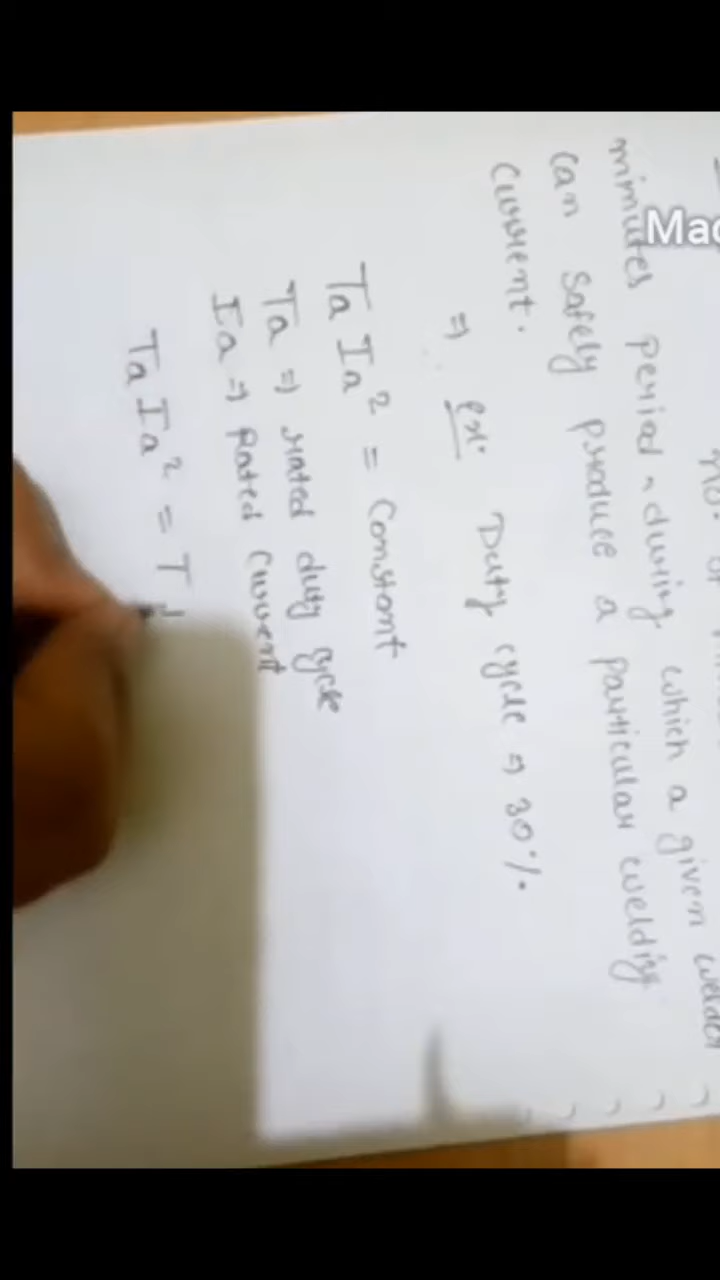 minutes period, during which a given welder
can safely produce a particular welding
current.
⇒ ex. Duty cycle ⇒ 30%.
Ta Ia² = Constant
Ta ⇒ rated duty cycle
Ia ⇒ Rated current
Ta Ia² = T
Mac